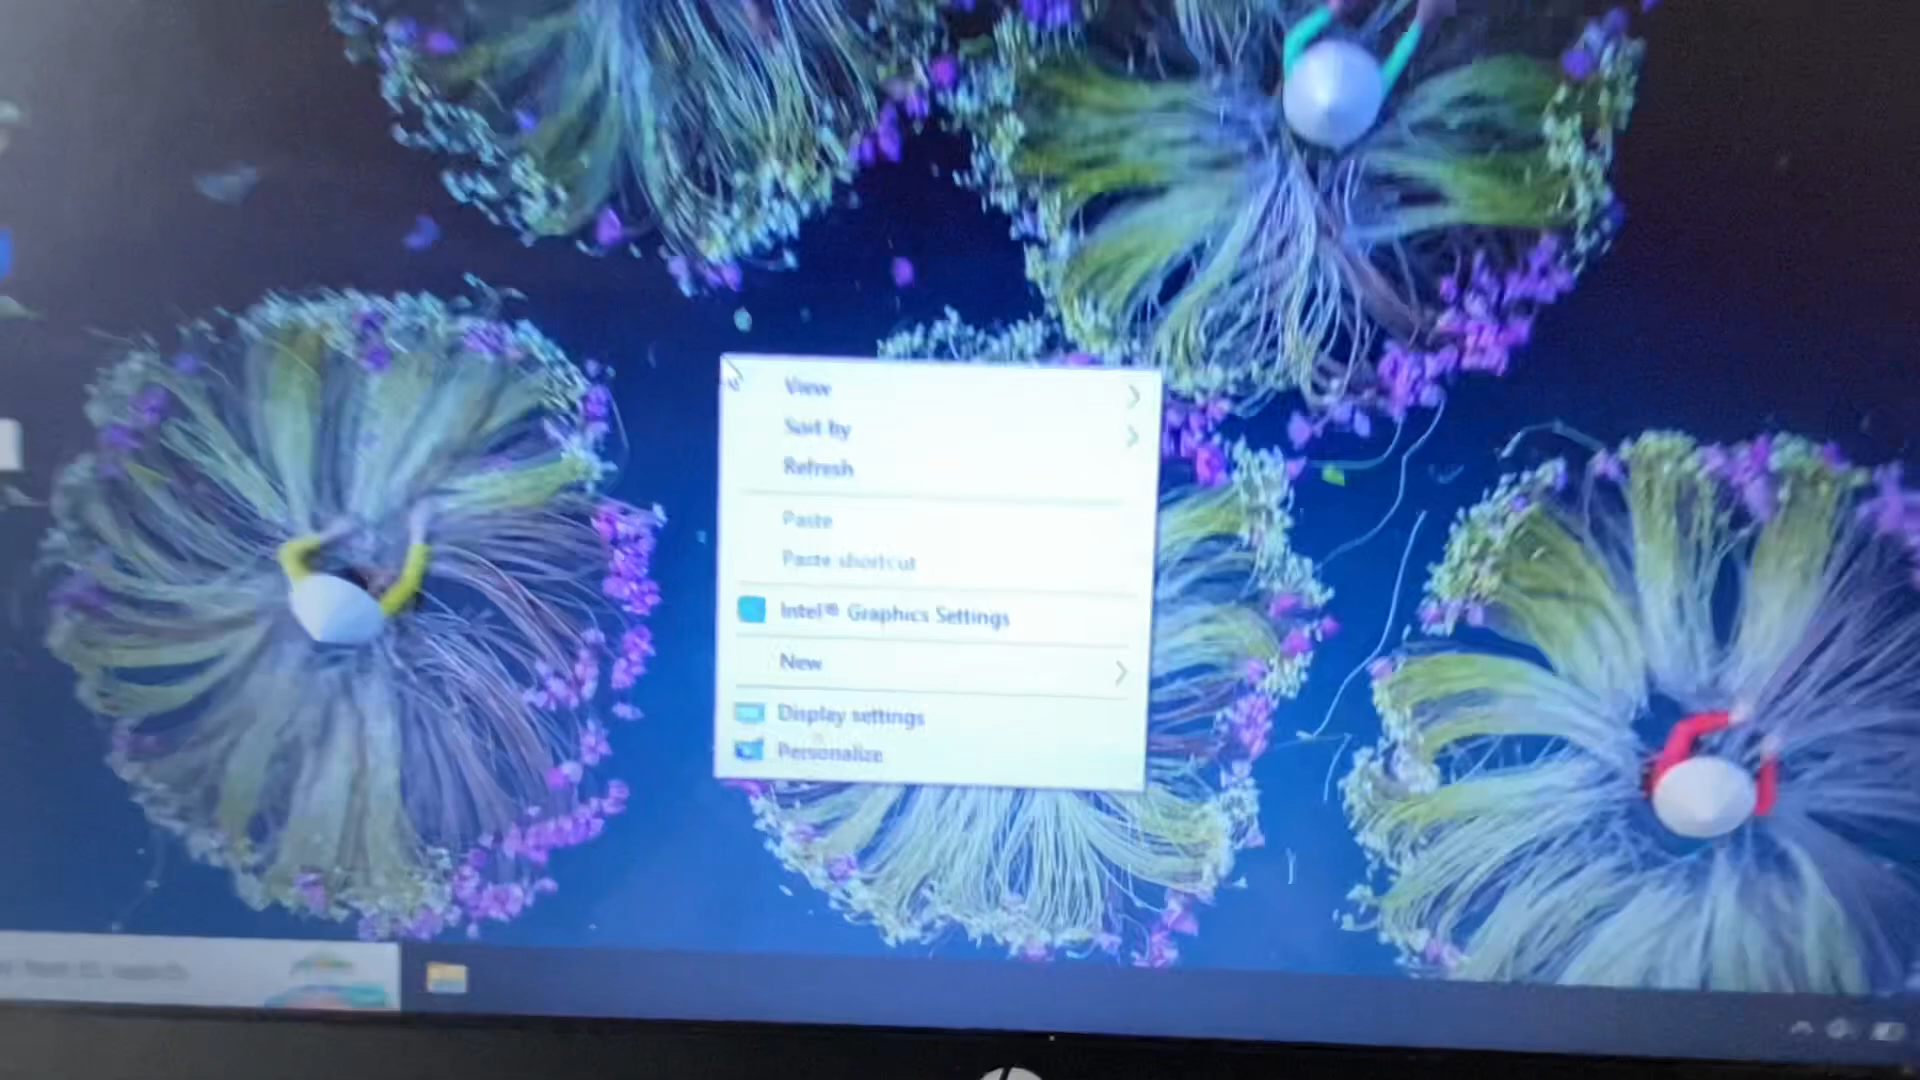 View
Sort by
Refresh
Paste
Paste shortcut
Intel® Graphics Settings
New
Display settings
Personalize